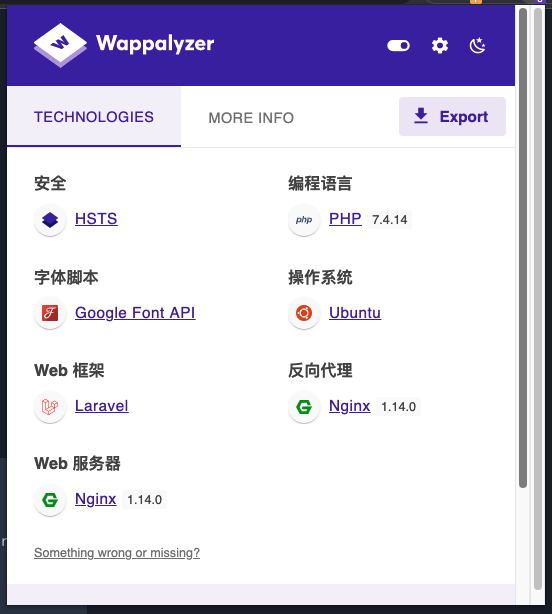 Wappalyzer
TECHNOLOGIES
MORE INFO
Export
安全
HSTS
编程语言
php PHP 7.4.14
字体脚本
Google Font API
操作系统
Ubuntu
Web 框架
Laravel
反向代理
Nginx 1.14.0
Web 服务器
Nginx 1.14.0
Something wrong or missing?